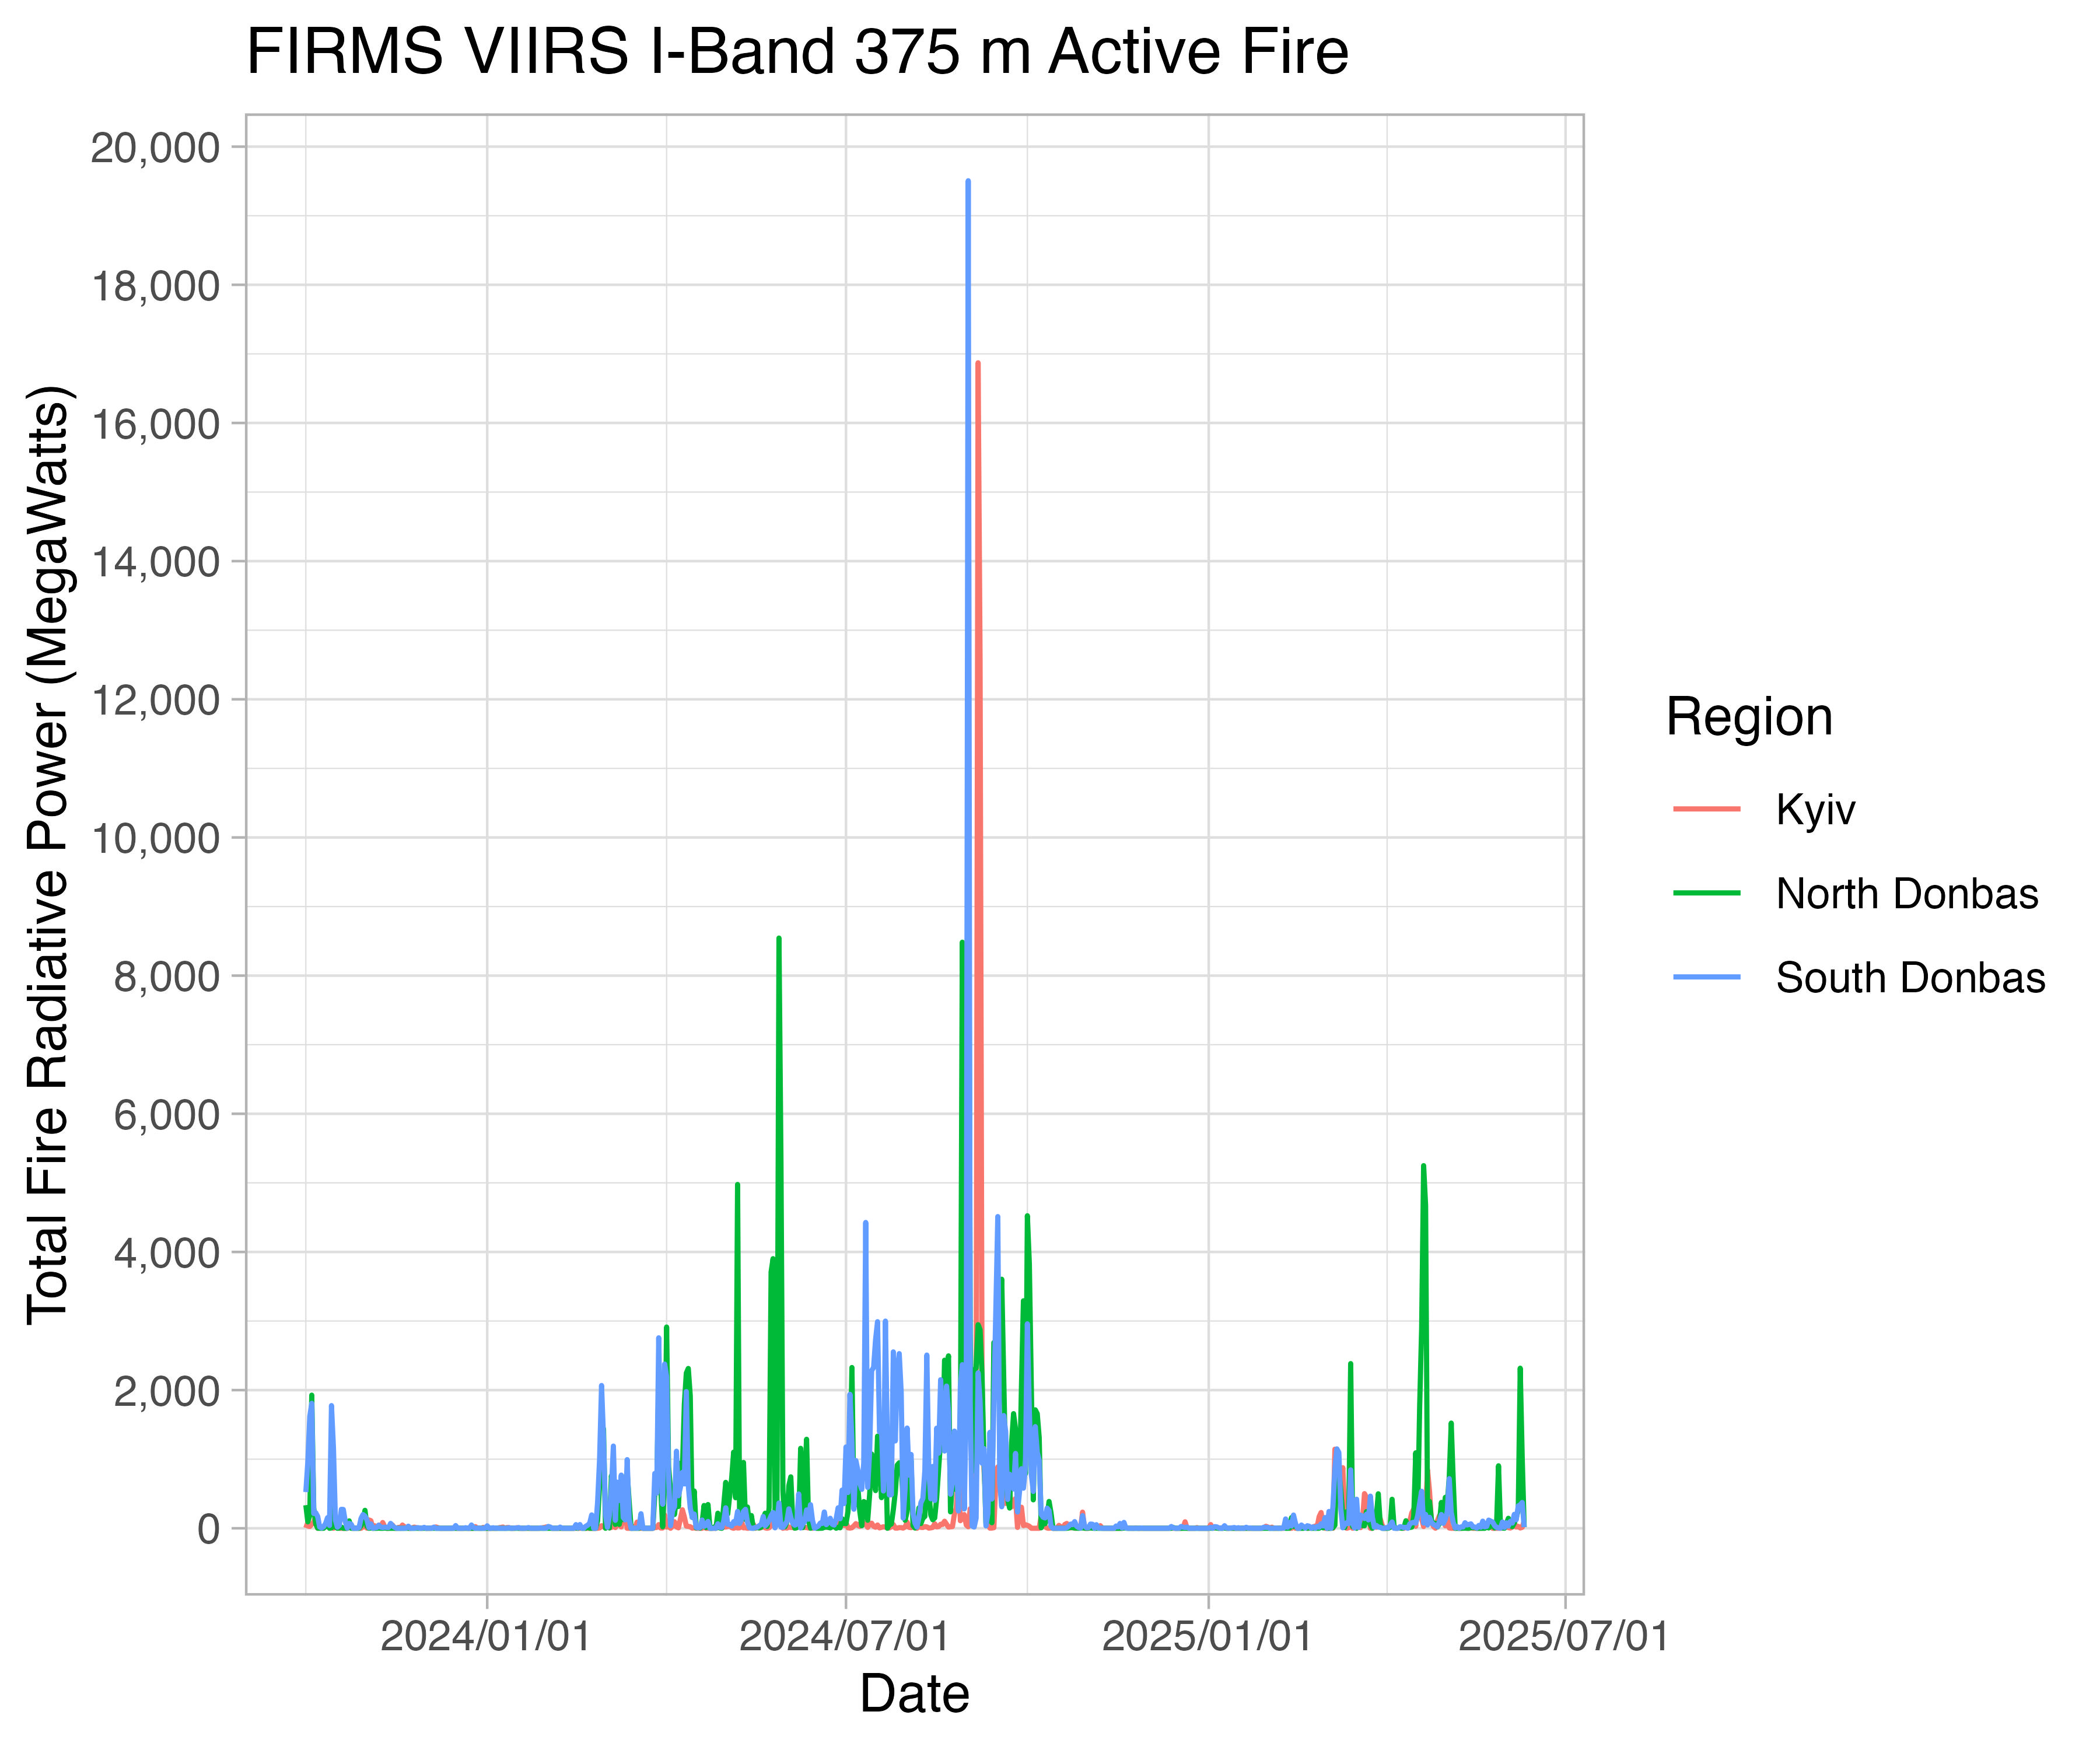 FIRMS VIIRS I-Band 375 m Active Fire
Total Fire Radiative Power (MegaWatts)
20,000
18,000
16,000
14,000
12,000
10,000
8,000
6,000
4,000
2,000
0
2024/01/01
2024/07/01
2025/01/01
2025/07/01
Date
Region
Kyiv
North Donbas
South Donbas